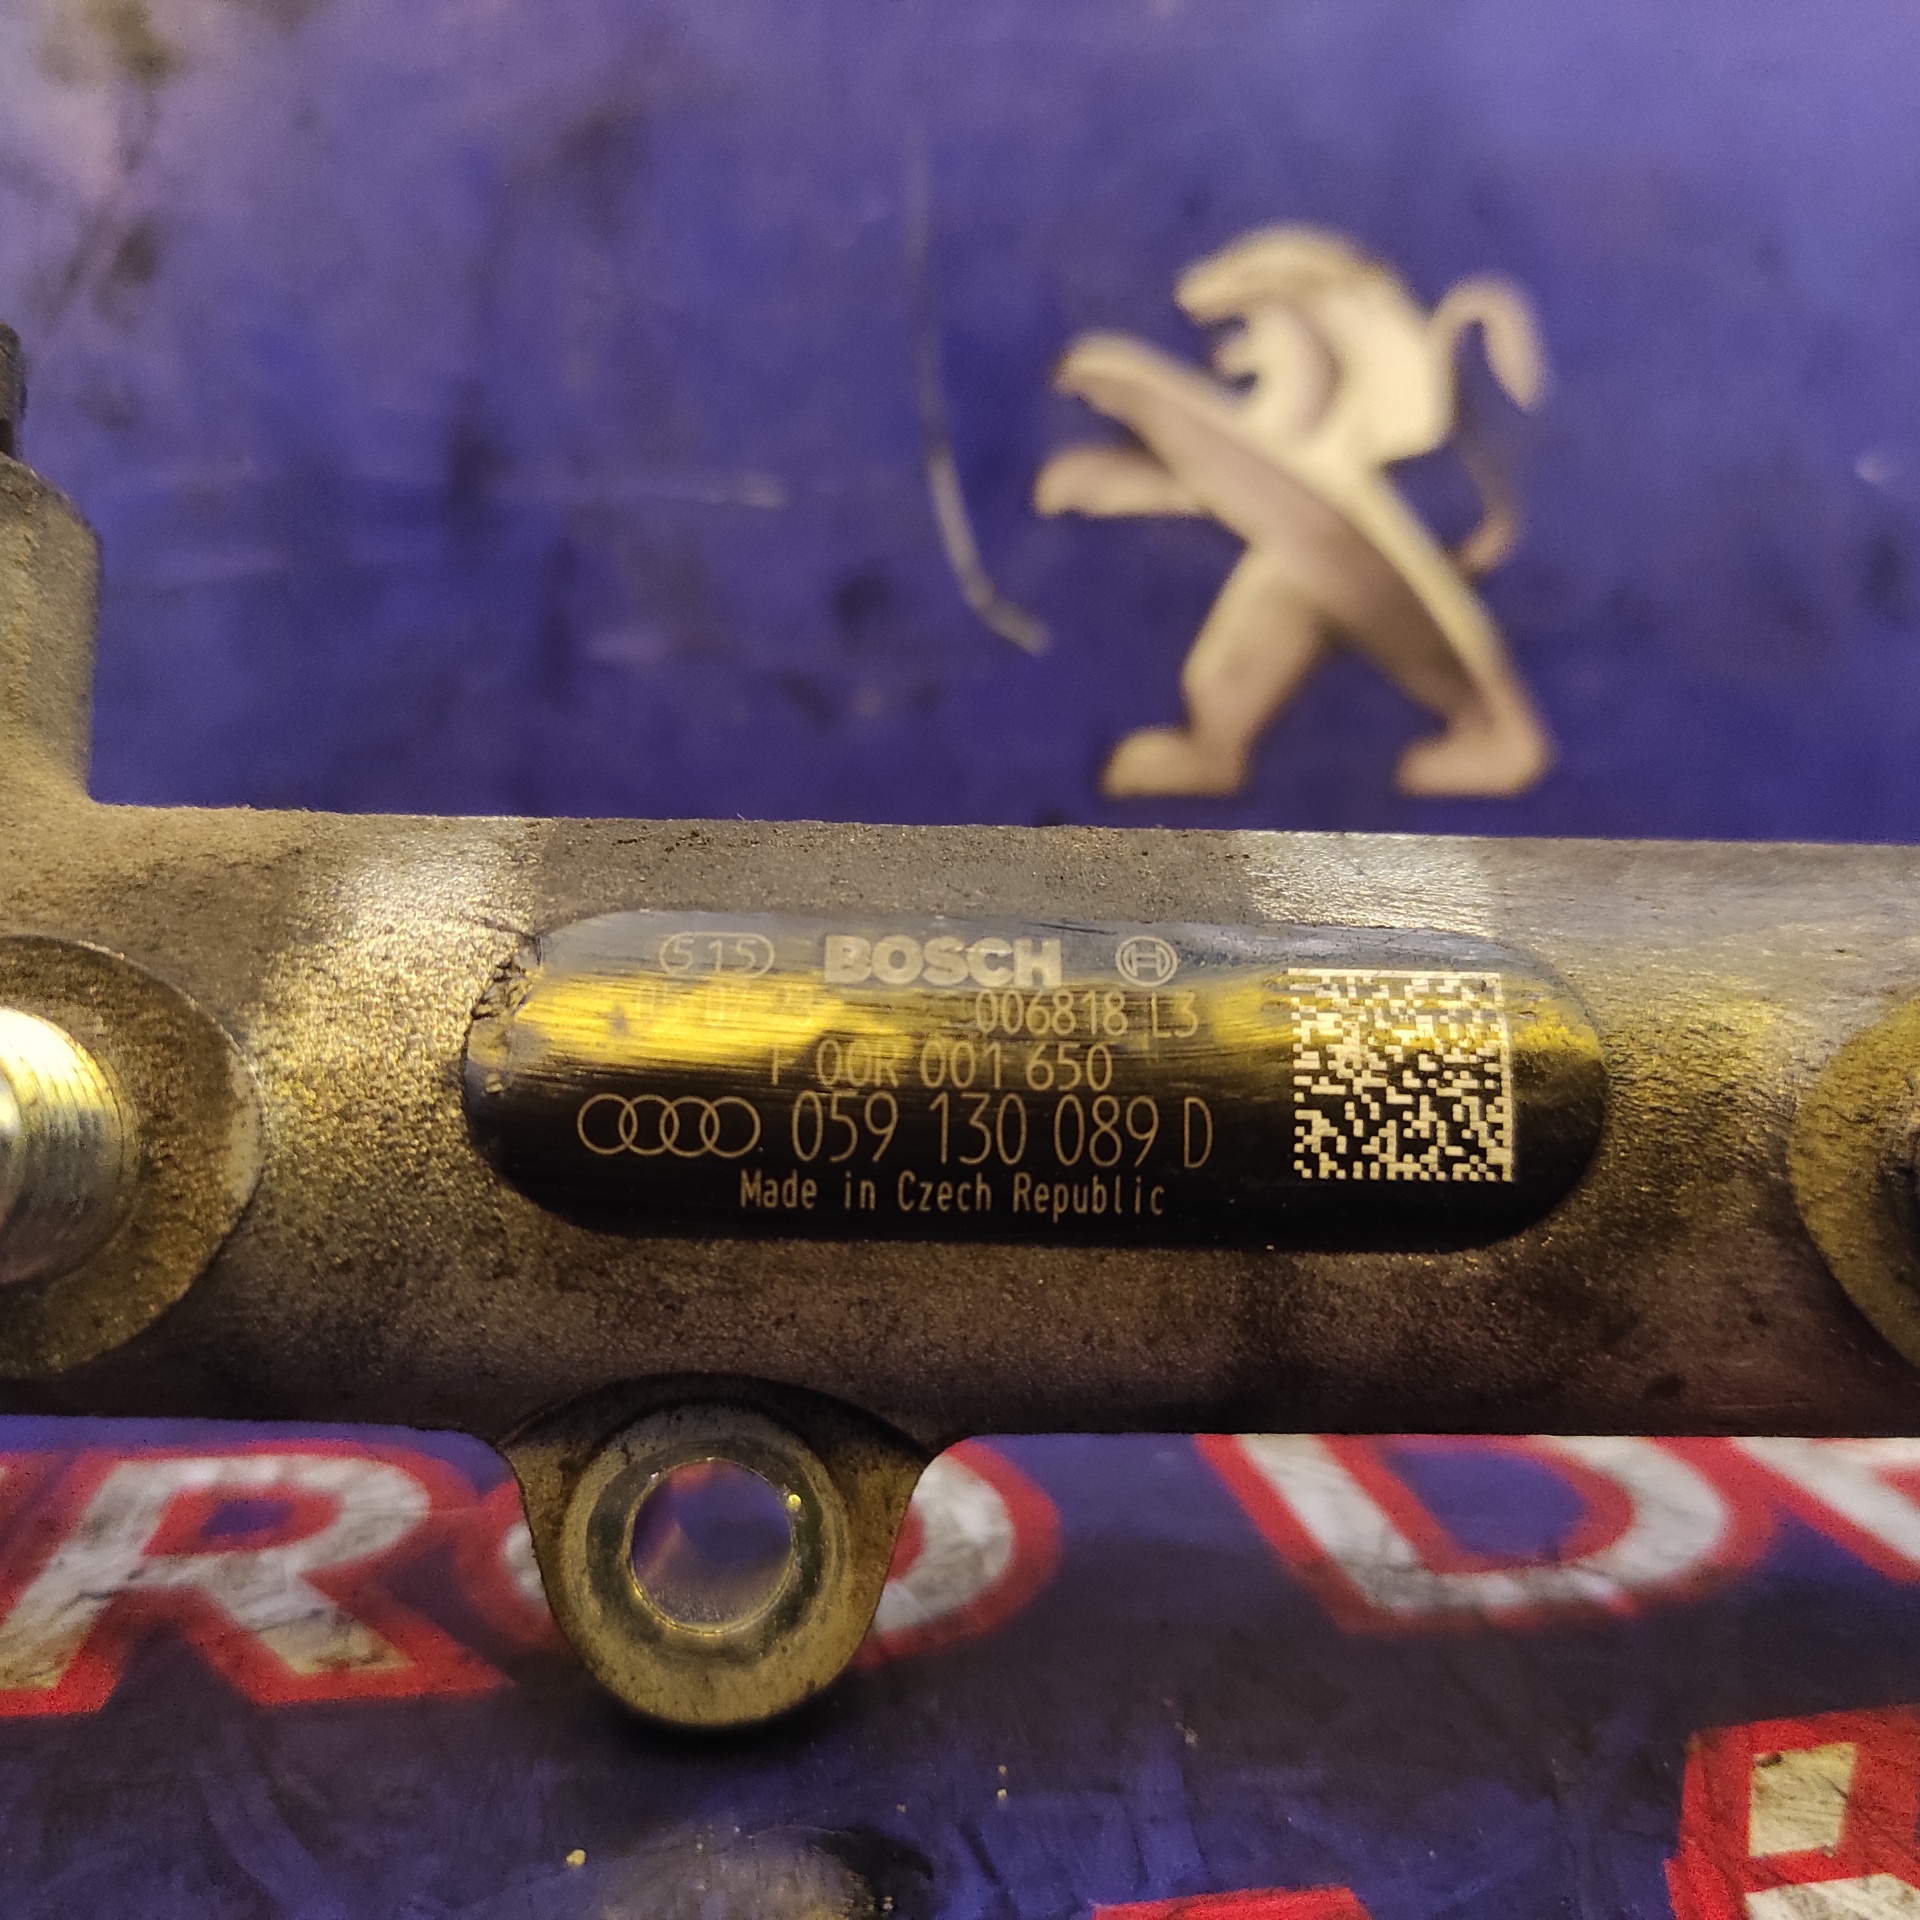 515 BOSCH
006818 L3
F 00R 001 650
059 130 089 D
Made in Czech Republic